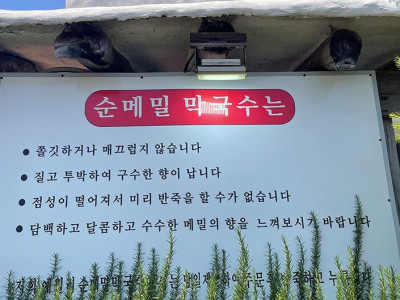 순메밀 막국수는
● 쫄깃하거나 매끄럽지 않습니다
● 질고 투박하여 구수한 향이 납니다
● 점성이 떨어져서 미리 반죽을 할 수가 없습니다
● 담백하고 달콤하고 수수한 메밀의 향을 느껴보시기 바랍니다